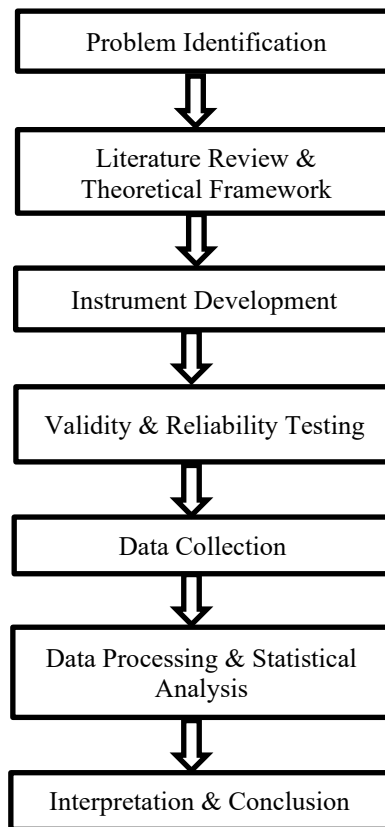 Problem Identification
Literature Review &
Theoretical Framework
Instrument Development
Validity & Reliability Testing
Data Collection
Data Processing & Statistical
Analysis
Interpretation & Conclusion